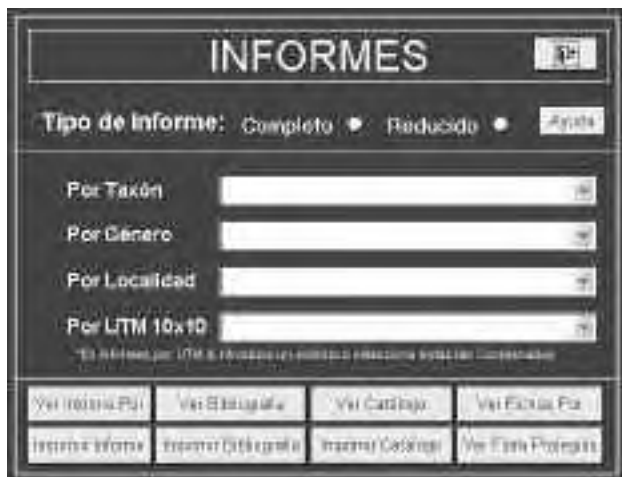 INFORMES
Tipo de Informe: Completo Reducido Ayuda
Por Taxón
Por Género
Por Localidad
Por UTM 10x10
Ver Informe Por Ver Bibliografía Ver Catálogo Ver Fichas Por
Imprimir Informe Imprimir Bibliografía Imprimir Catálogo Ver Flora Protegida